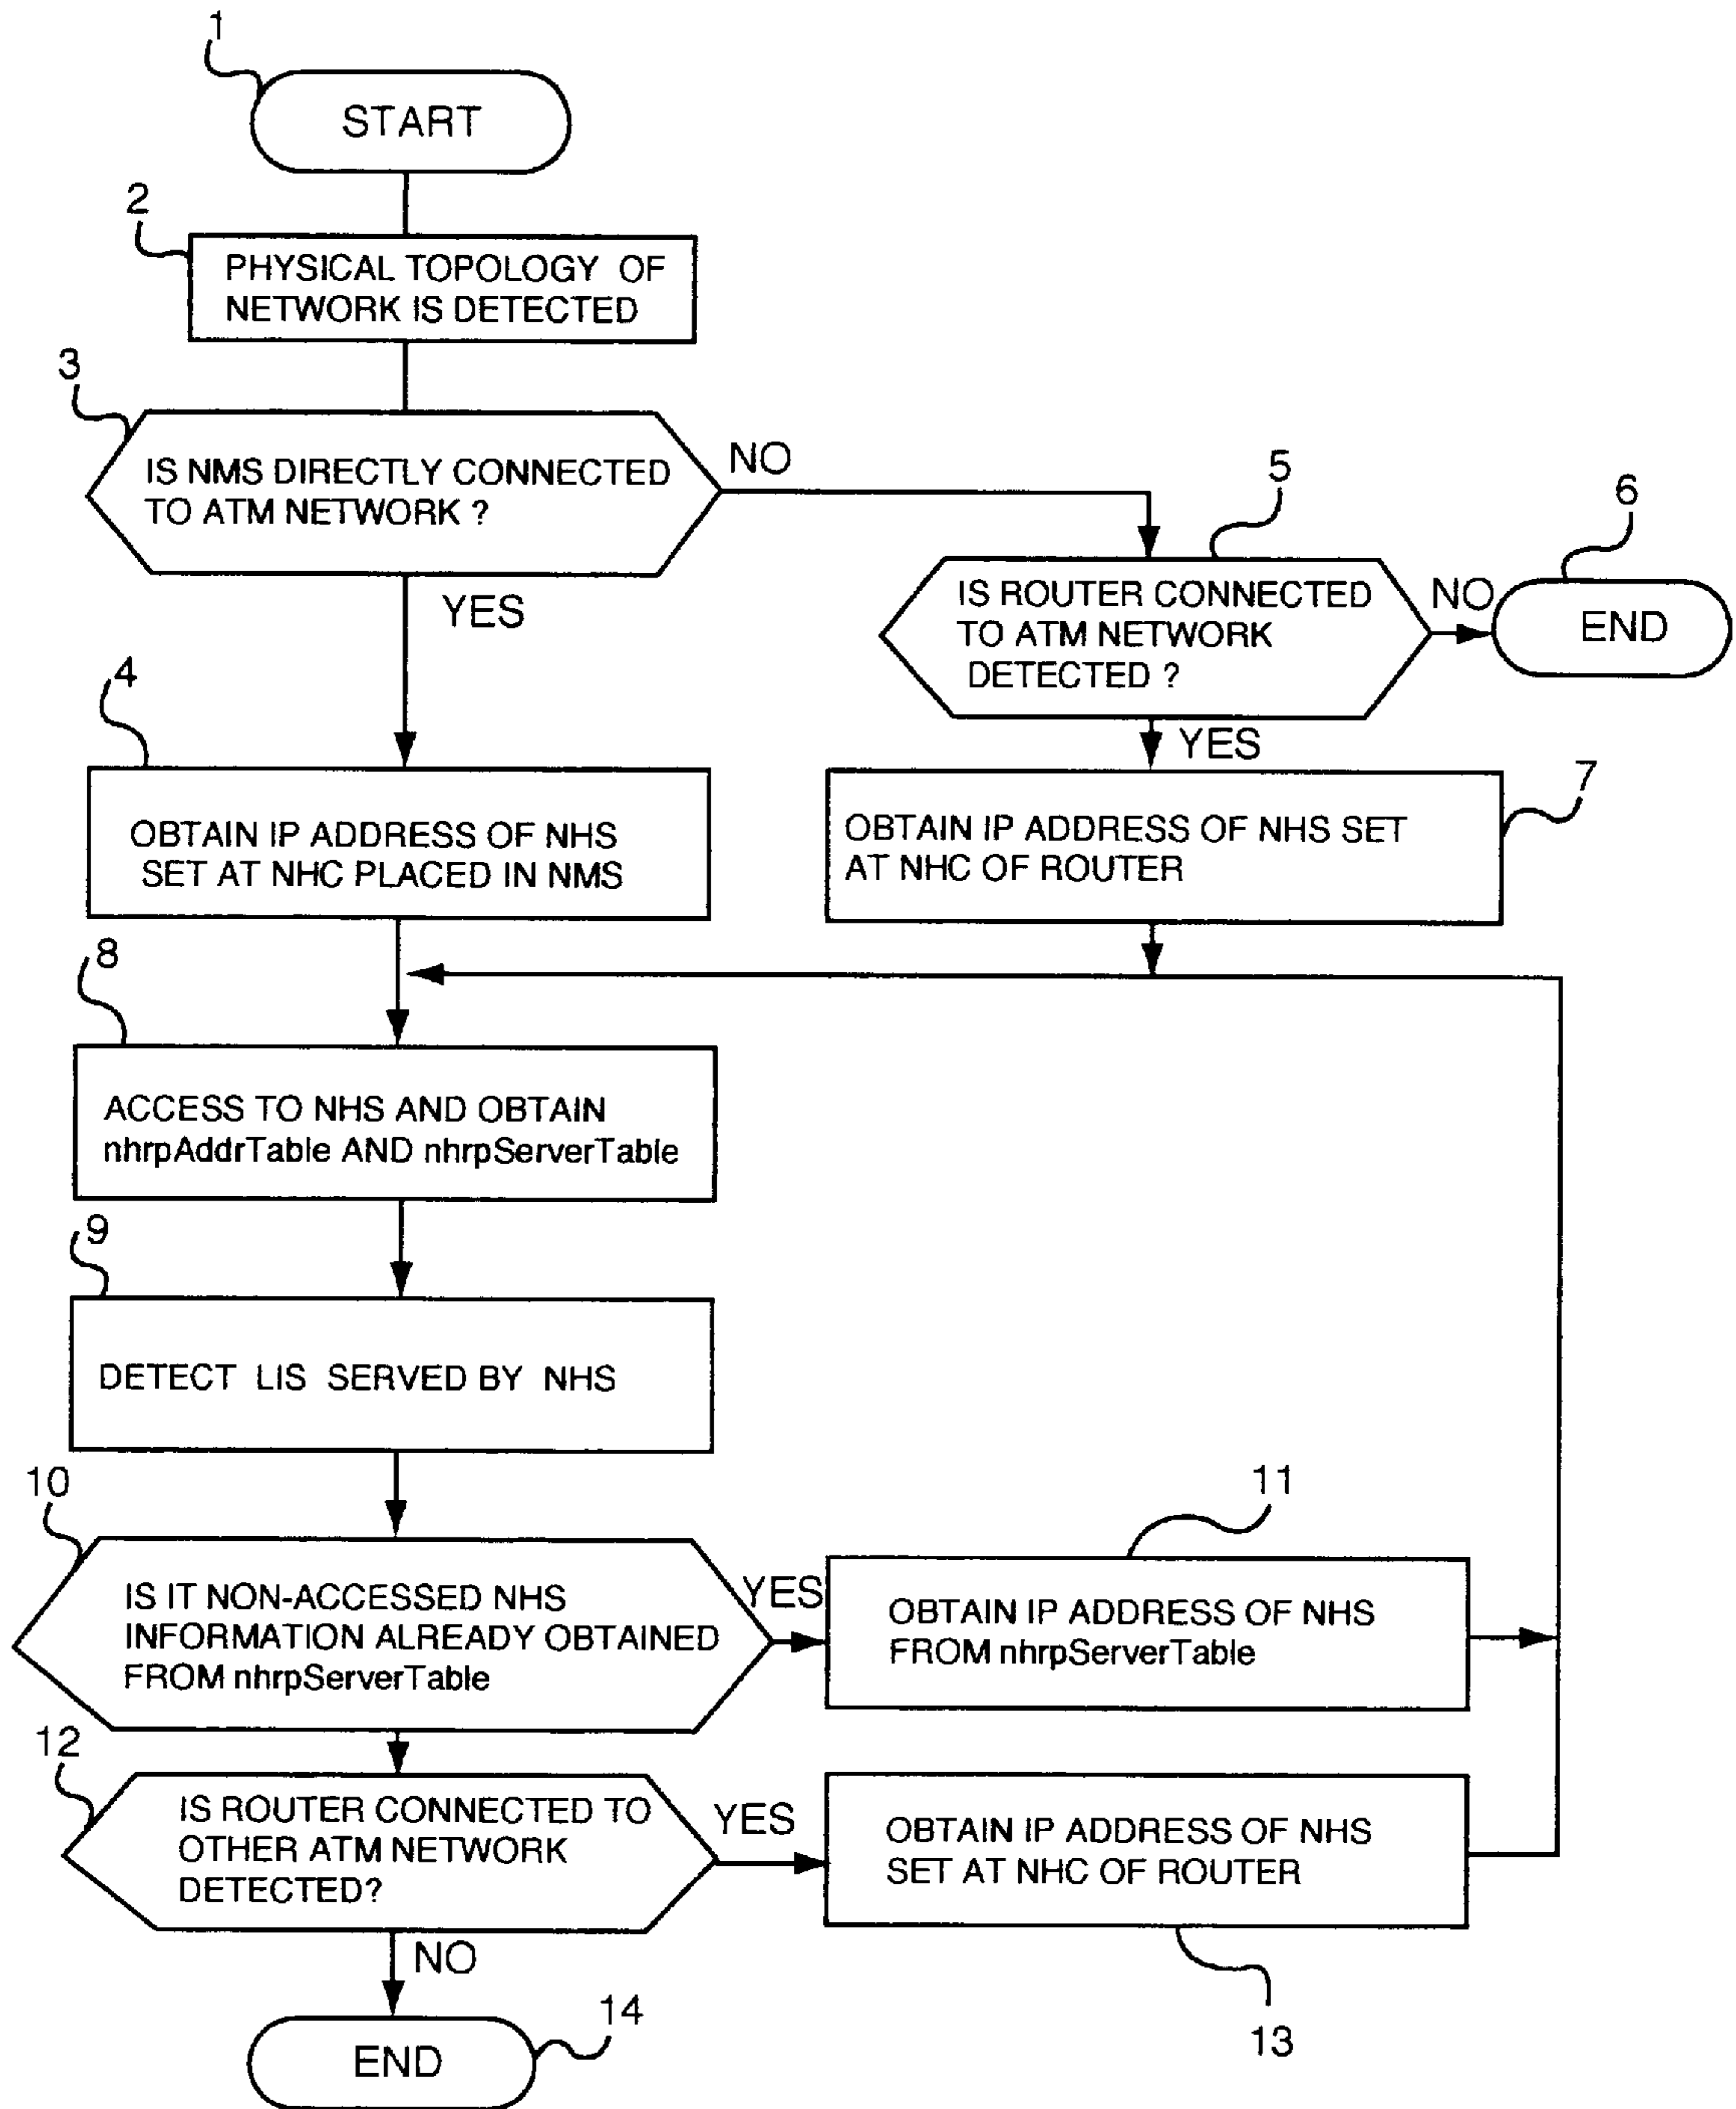 1
START
2
PHYSICAL TOPOLOGY OF
NETWORK IS DETECTED
3
IS NMS DIRECTLY CONNECTED
TO ATM NETWORK ?
NO
YES
5
IS ROUTER CONNECTED
TO ATM NETWORK
DETECTED ?
NO
6
END
YES
4
OBTAIN IP ADDRESS OF NHS
SET AT NHC PLACED IN NMS
7
OBTAIN IP ADDRESS OF NHS SET
AT NHC OF ROUTER
8
ACCESS TO NHS AND OBTAIN
nhrpAddrTable AND nhrpServerTable
9
DETECT LIS SERVED BY NHS
10
IS IT NON-ACCESSED NHS
INFORMATION ALREADY OBTAINED
FROM nhrpServerTable
YES
11
OBTAIN IP ADDRESS OF NHS
FROM nhrpServerTable
12
IS ROUTER CONNECTED TO
OTHER ATM NETWORK
DETECTED?
YES
OBTAIN IP ADDRESS OF NHS
SET AT NHC OF ROUTER
13
NO
14
END